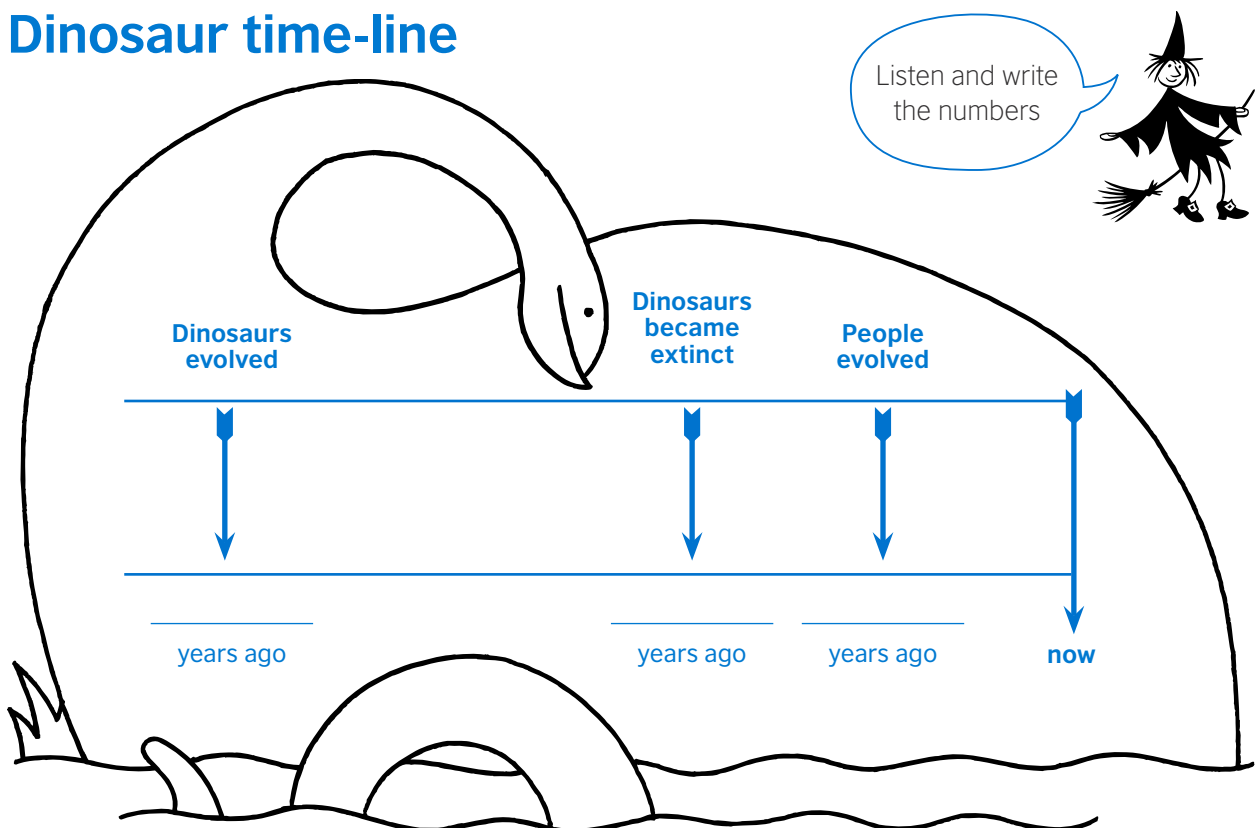 Dinosaur time-line
Listen and write
the numbers
Dinosaurs
evolved
Dinosaurs
became
extinct
People
evolved
years ago
years ago
years ago
now